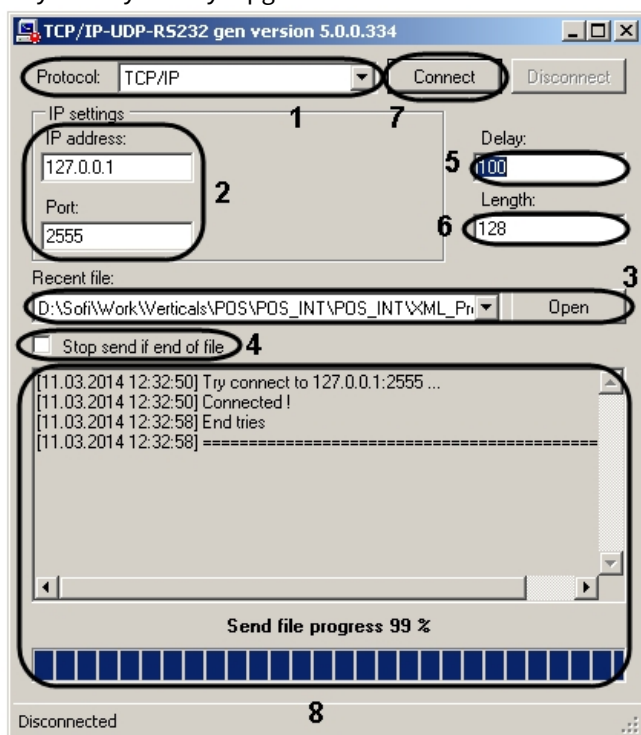 TCP/IP-UDP-RS232 gen version 5.0.0.334
Protocol: TCP/IP Connect Disconnect
1 7
IP settings
IP address: Delay:
127.0.0.1 5 100
2
Port: Length:
2555 6 128
Recent file: 3
D:\Sofi\Work\Verticals\POS\POS_INT\POS_INT\XML_Pr Open
Stop send if end of file 4
[11.03.2014 12:32:50] Try connect to 127.0.0.1:2555 ...
[11.03.2014 12:32:50] Connected !
[11.03.2014 12:32:58] End tries
[11.03.2014 12:32:58] ===========================================
Send file progress 99 %
8
Disconnected